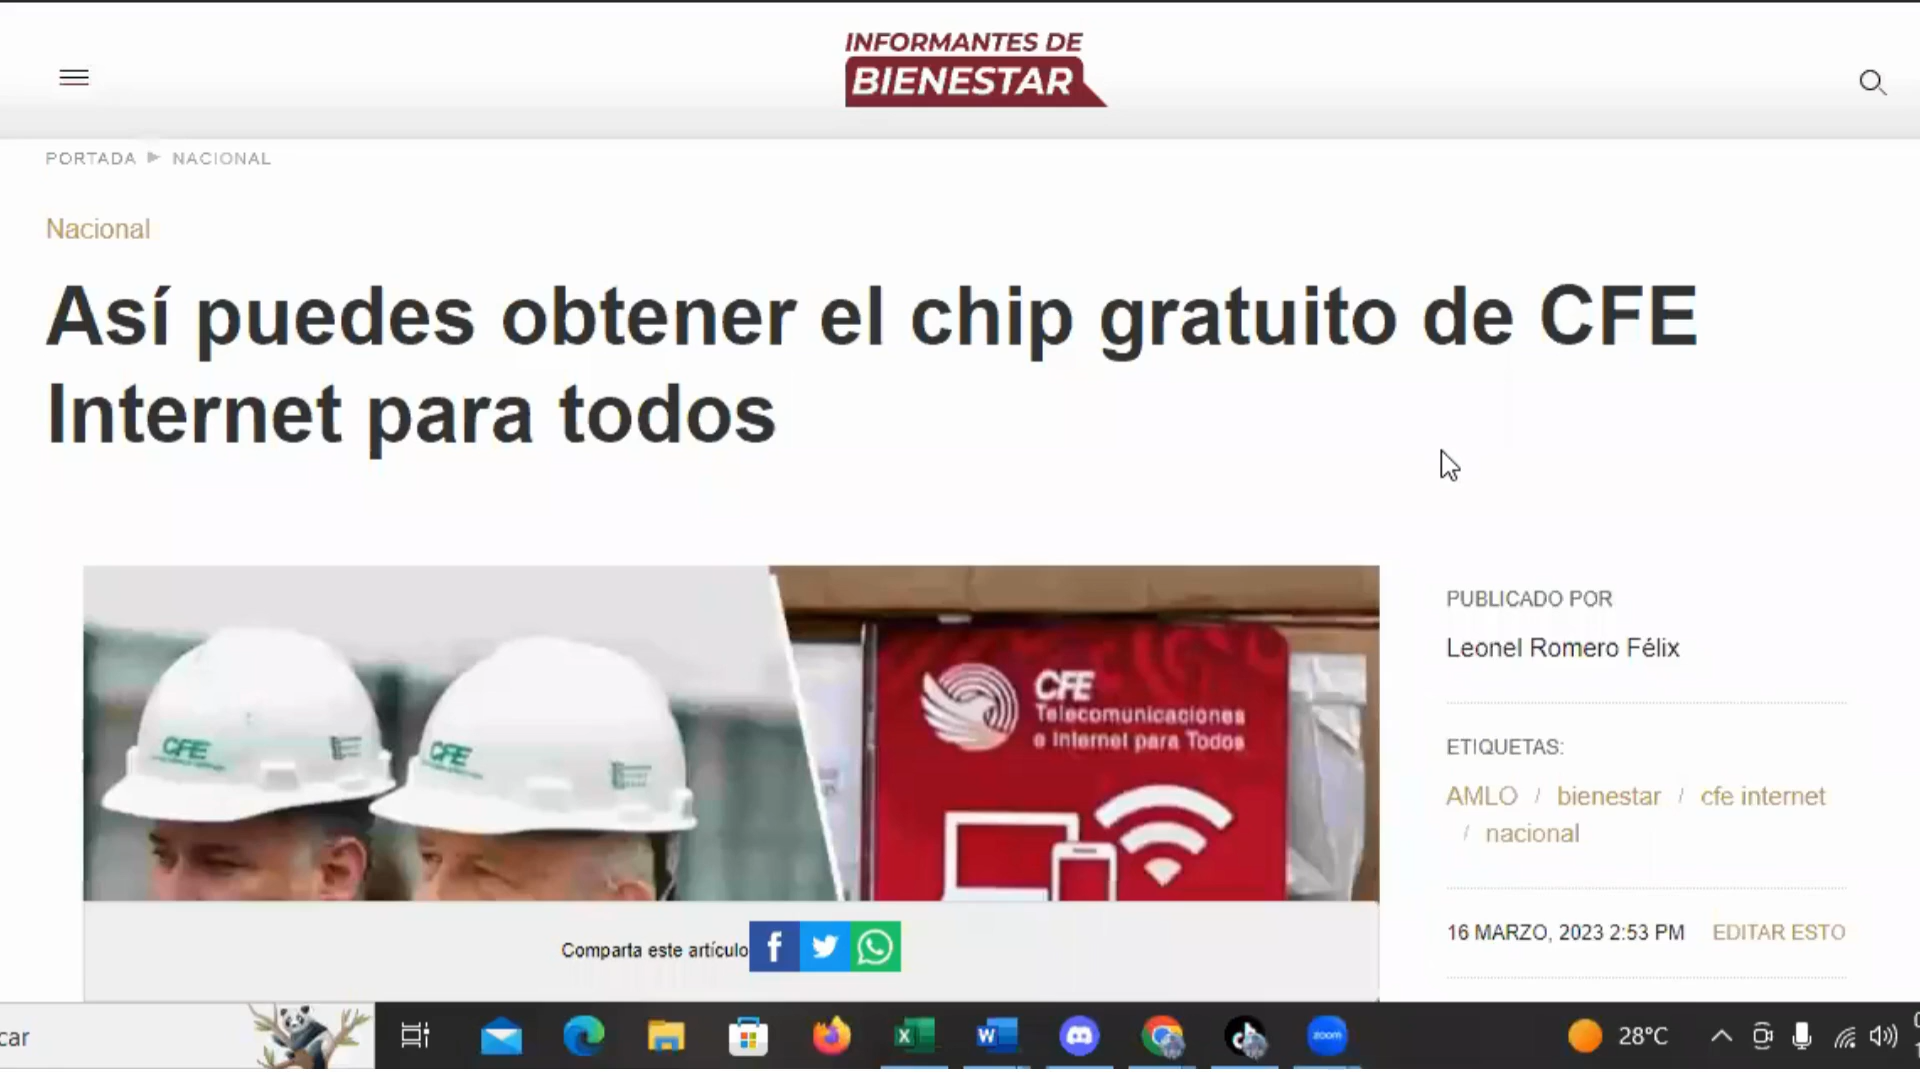 INFORMANTES DE
BIENESTAR
PORTADA ▶ NACIONAL
Nacional
Así puedes obtener el chip gratuito de CFE
Internet para todos
CFE
CFE
CFE
Telecomunicaciones
e Internet para Todos
PUBLICADO POR
Leonel Romero Félix
ETIQUETAS:
AMLO / bienestar / cfe internet
/ nacional
16 MARZO, 2023 2:53 PM EDITAR ESTO
Comparta este artículo
car
zoom
28°C